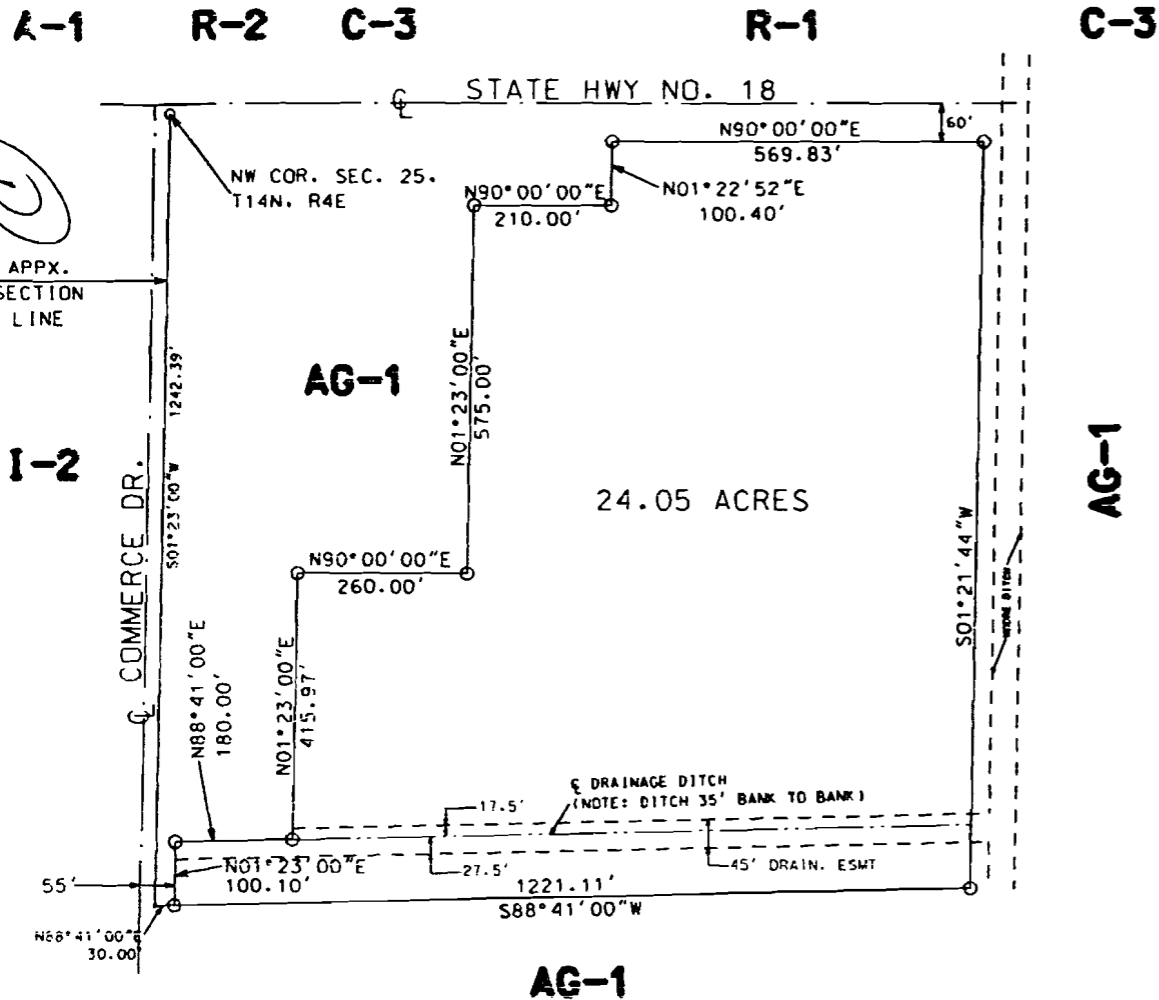 A-1 R-2 C-3 R-1 C-3
STATE HWY NO. 18
℄
60'
N90°00'00"E
569.83'
NW COR. SEC. 25.
T14N. R4E
N90°00'00"E
210.00'
N01°22'52"E
100.40'
APPX.
SECTION
LINE
1242.39'
S01°23'00"W
AG-1
N01°23'00"E
575.00'
I-2
COMMERCE DR.
℄
24.05 ACRES
AG-1
S01°21'44"W
DITCH
N90°00'00"E
260.00'
N88°41'00"E
180.00'
N01°23'00"E
415.97'
℄ DRAINAGE DITCH
(NOTE: DITCH 35' BANK TO BANK)
17.5'
27.5'
45' DRAIN. ESMT
N01°23'00"E
100.10'
55'
1221.11'
S88°41'00"W
N88°41'00"E
30.00'
AG-1